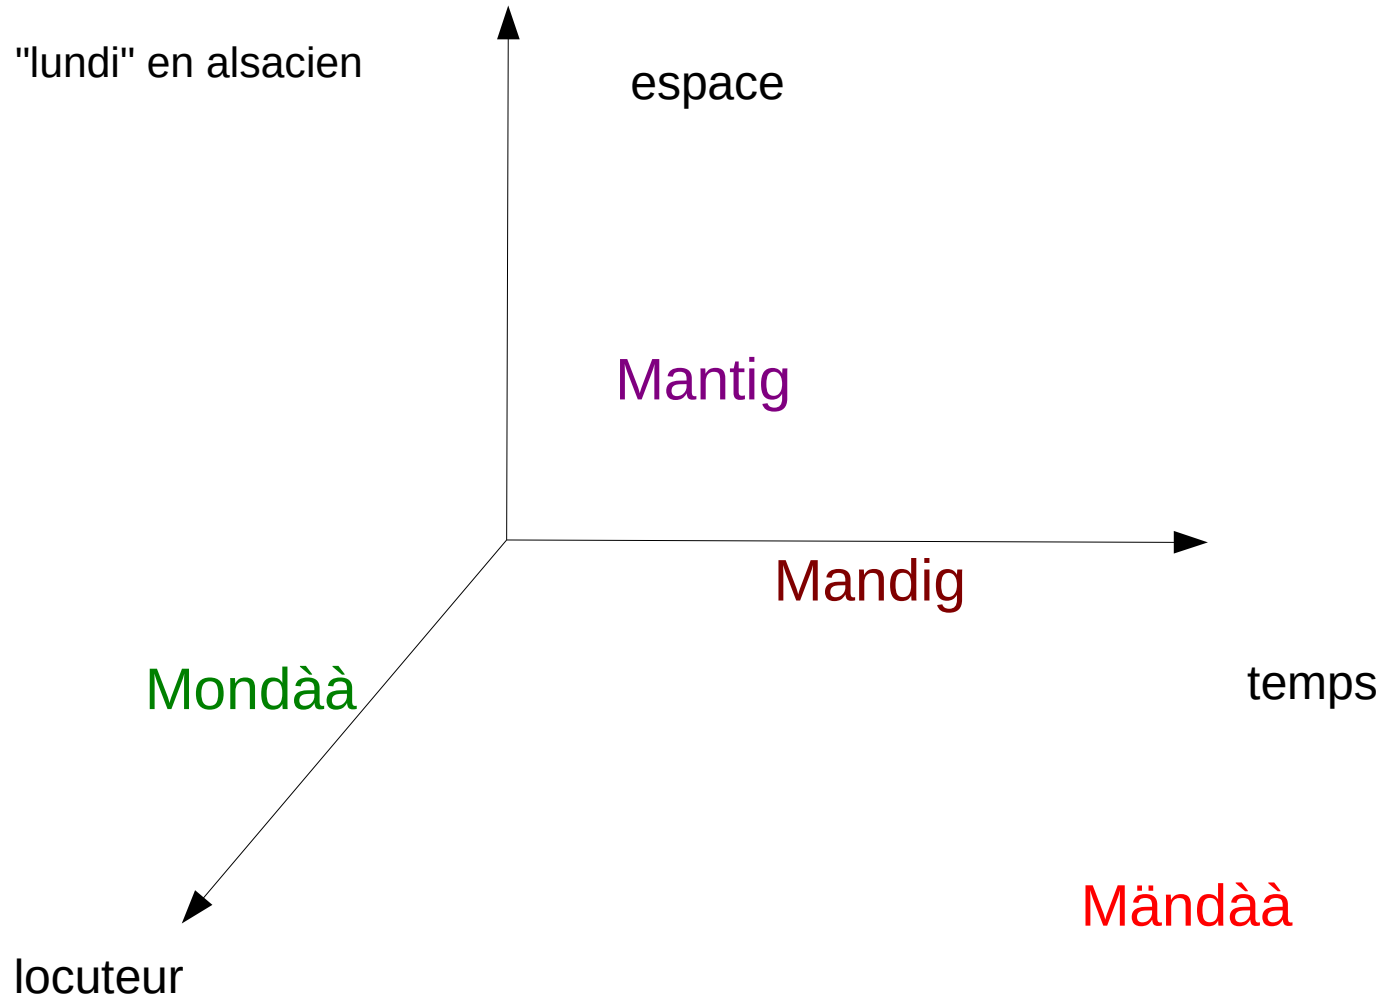 "lundi" en alsacien
espace
Mantig
Mandig
Mondàà
temps
Mändàà
locuteur